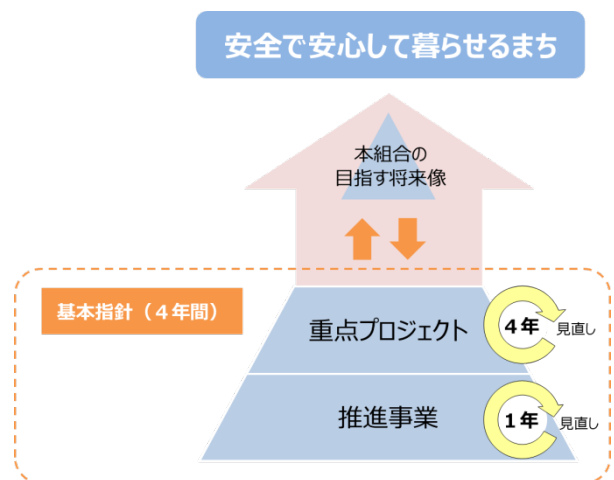 安全で安心して暮らせるまち
本組合の
目指す将来像
基本指針（４年間）
重点プロジェクト
４年
見直し
推進事業
１年
見直し